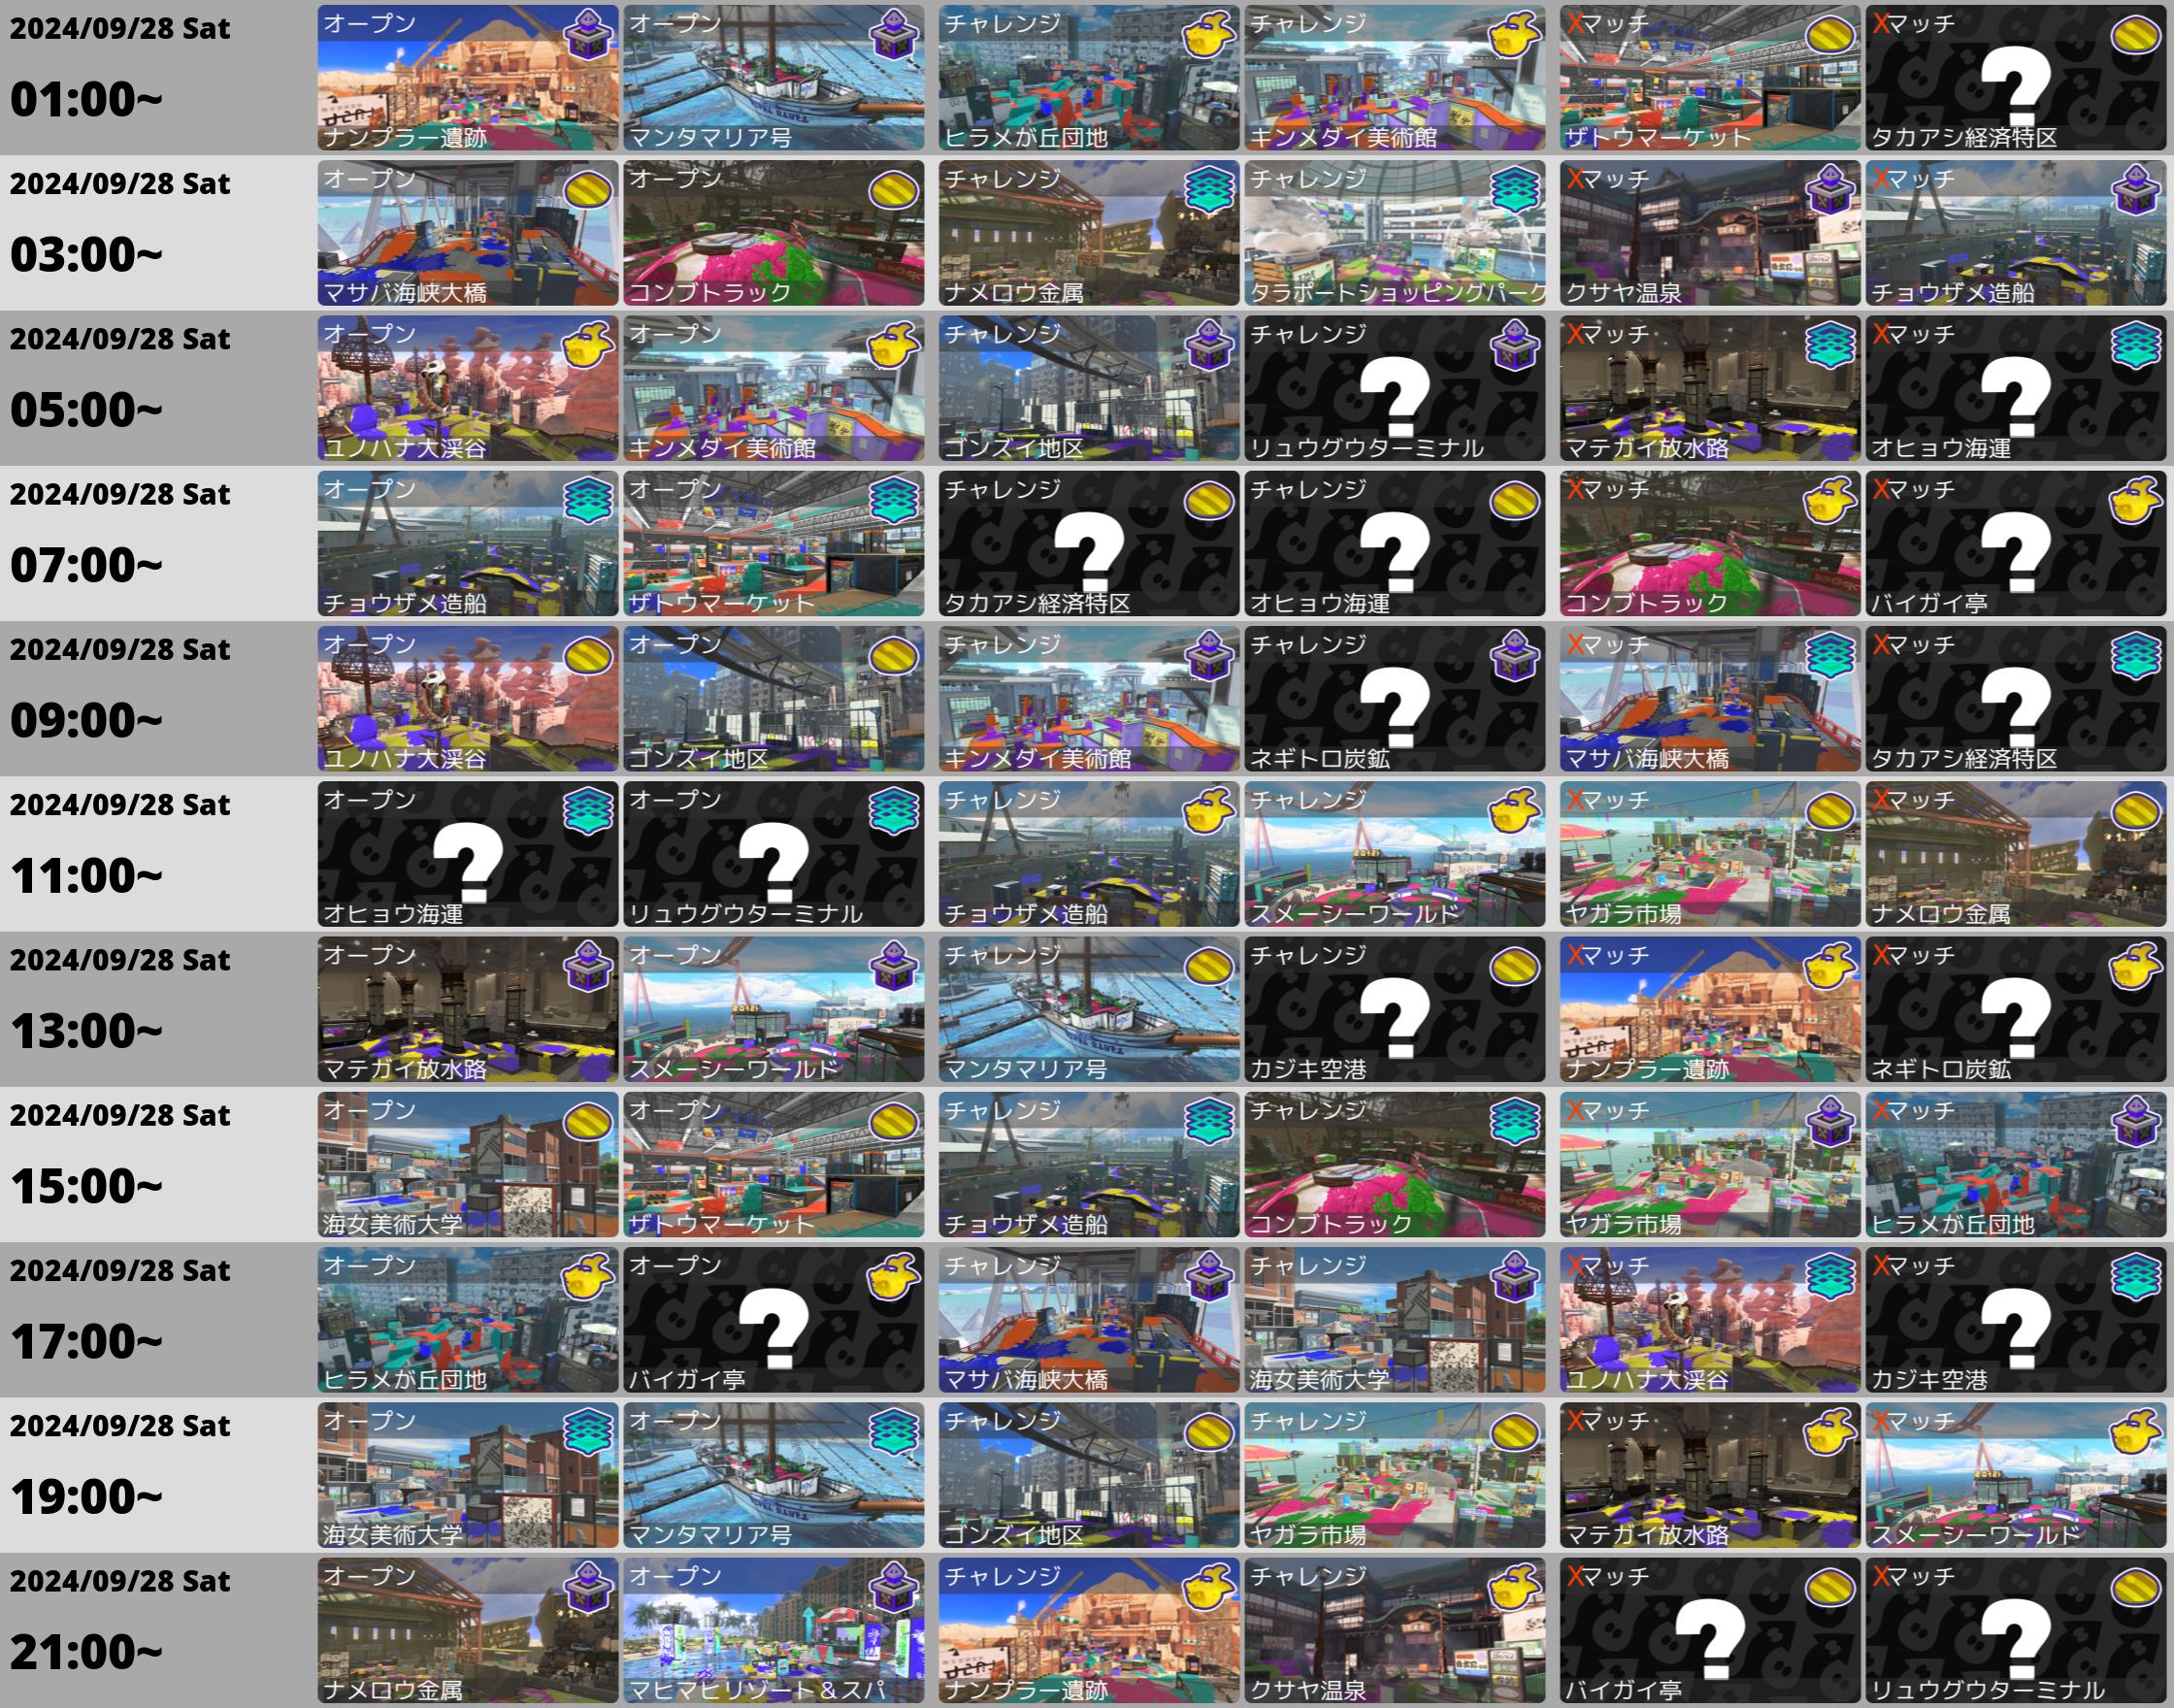 2024/09/28 Sat
01:00~
オープン オープン チャレンジ チャレンジ Xマッチ Xマッチ
ナンプラー遺跡 マンタマリア号 ヒラメが丘団地 キンメダイ美術館 ザトウマーケット タカアシ経済特区
2024/09/28 Sat
03:00~
オープン オープン チャレンジ チャレンジ Xマッチ Xマッチ
マサバ海峡大橋 コンブトラック ナメロウ金属 タラポートショッピングパーク クサヤ温泉 チョウザメ造船
2024/09/28 Sat
05:00~
オープン オープン チャレンジ チャレンジ Xマッチ Xマッチ
ユノハナ大渓谷 キンメダイ美術館 ゴンズイ地区 リュウグウターミナル マテガイ放水路 オヒョウ海運
2024/09/28 Sat
07:00~
オープン オープン チャレンジ チャレンジ Xマッチ Xマッチ
チョウザメ造船 ザトウマーケット タカアシ経済特区 オヒョウ海運 コンブトラック バイガイ亭
2024/09/28 Sat
09:00~
オープン オープン チャレンジ チャレンジ Xマッチ Xマッチ
ユノハナ大渓谷 ゴンズイ地区 キンメダイ美術館 ネギトロ炭鉱 マサバ海峡大橋 タカアシ経済特区
2024/09/28 Sat
11:00~
オープン オープン チャレンジ チャレンジ Xマッチ Xマッチ
オヒョウ海運 リュウグウターミナル チョウザメ造船 スメーシーワールド ヤガラ市場 ナメロウ金属
2024/09/28 Sat
13:00~
オープン オープン チャレンジ チャレンジ Xマッチ Xマッチ
マテガイ放水路 スメーシーワールド マンタマリア号 カジキ空港 ナンプラー遺跡 ネギトロ炭鉱
2024/09/28 Sat
15:00~
オープン オープン チャレンジ チャレンジ Xマッチ Xマッチ
海女美術大学 ザトウマーケット チョウザメ造船 コンブトラック ヤガラ市場 ヒラメが丘団地
2024/09/28 Sat
17:00~
オープン オープン チャレンジ チャレンジ Xマッチ Xマッチ
ヒラメが丘団地 バイガイ亭 マサバ海峡大橋 海女美術大学 ユノハナ大渓谷 カジキ空港
2024/09/28 Sat
19:00~
オープン オープン チャレンジ チャレンジ Xマッチ Xマッチ
海女美術大学 マンタマリア号 ゴンズイ地区 ヤガラ市場 マテガイ放水路 スメーシーワールド
2024/09/28 Sat
21:00~
オープン オープン チャレンジ チャレンジ Xマッチ Xマッチ
ナメロウ金属 マヒマヒリゾート＆スパ ナンプラー遺跡 クサヤ温泉 バイガイ亭 リュウグウターミナル